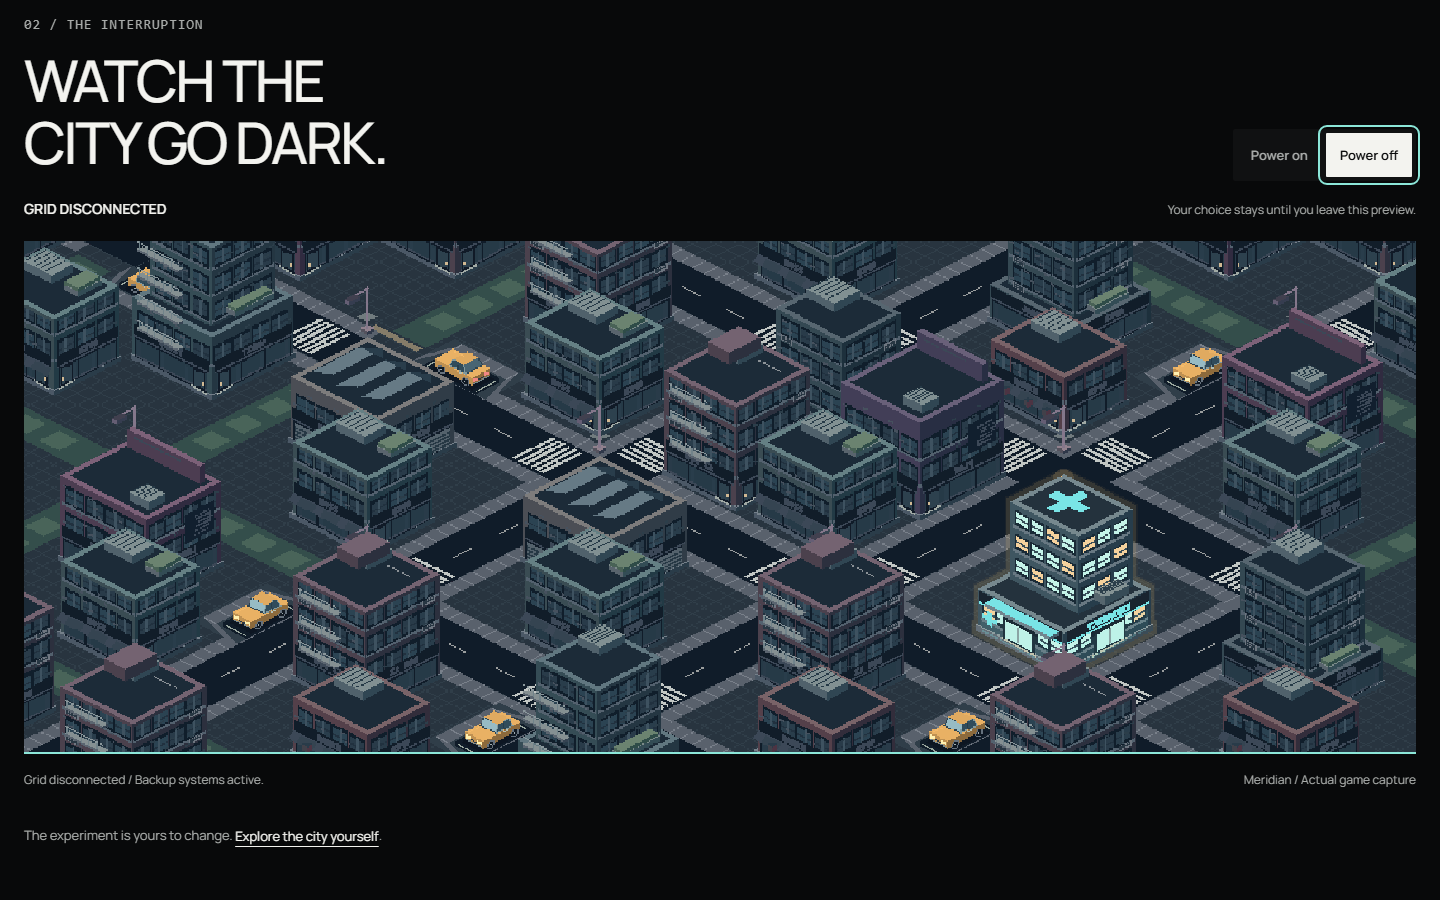 02 / THE INTERRUPTION
WATCH THE
CITY GO DARK.
Power on
Power off
GRID DISCONNECTED
Your choice stays until you leave this preview.
Grid disconnected / Backup systems active.
Meridian / Actual game capture
The experiment is yours to change. Explore the city yourself.